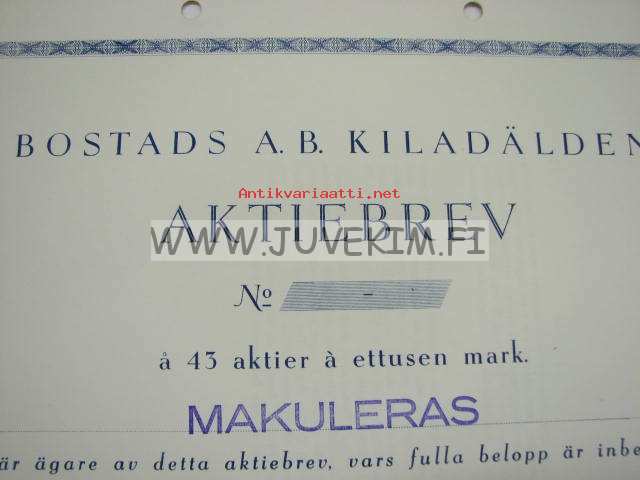 BOSTADS A. B. KILADÄLDEN
Antikvariaatti.net
AKTIEBREV
WWW.JUVEKIM.FI
No -
å 43 aktier à ettusen mark.
MAKULERAS
är ägare av detta aktiebrev, vars fulla belopp är inbe